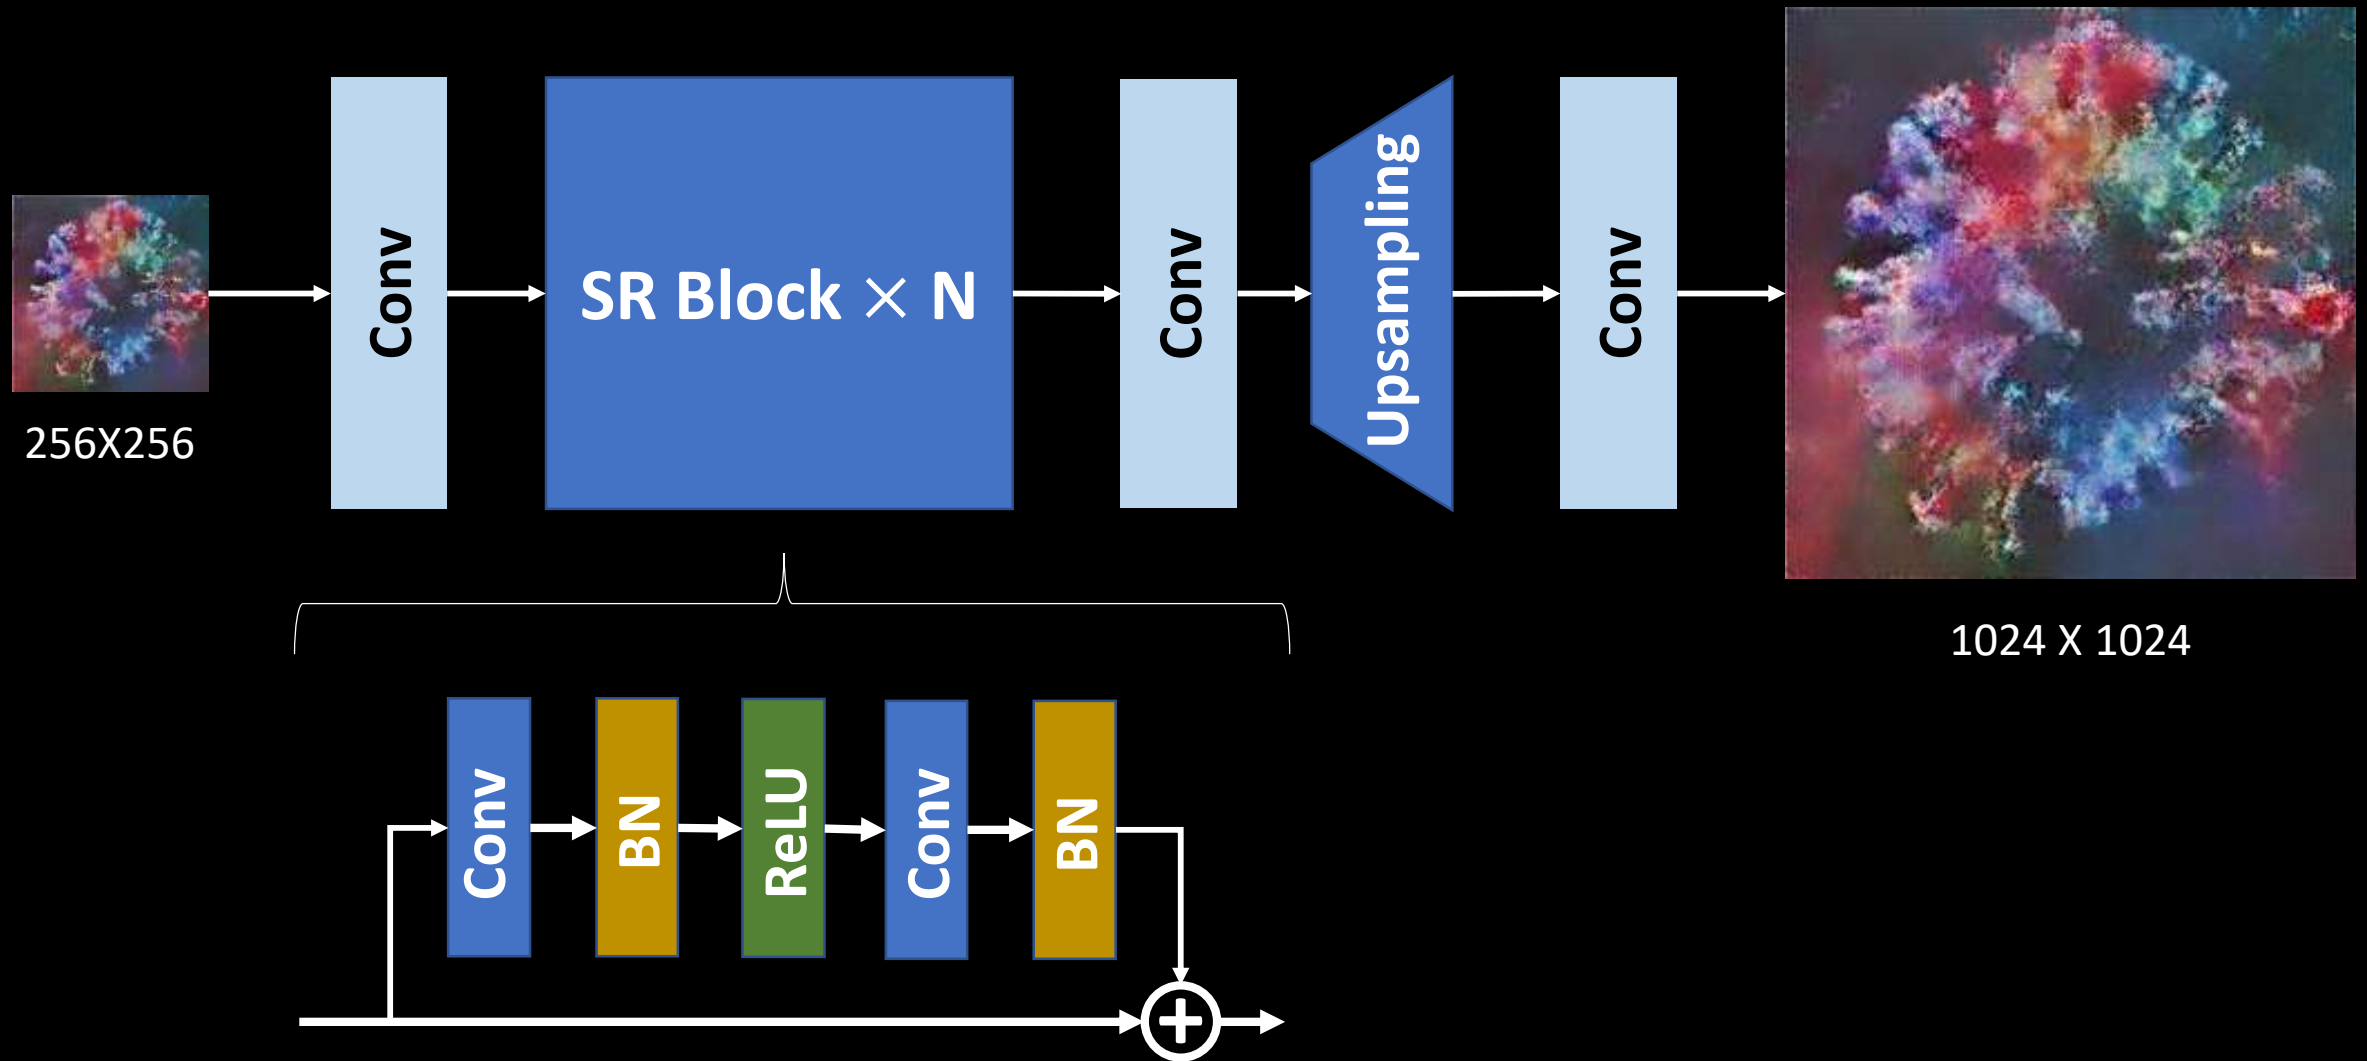 Conv
SR Block × N
Conv
Upsampling
Conv
256X256
1024 X 1024
Conv
BN
ReLU
Conv
BN
+